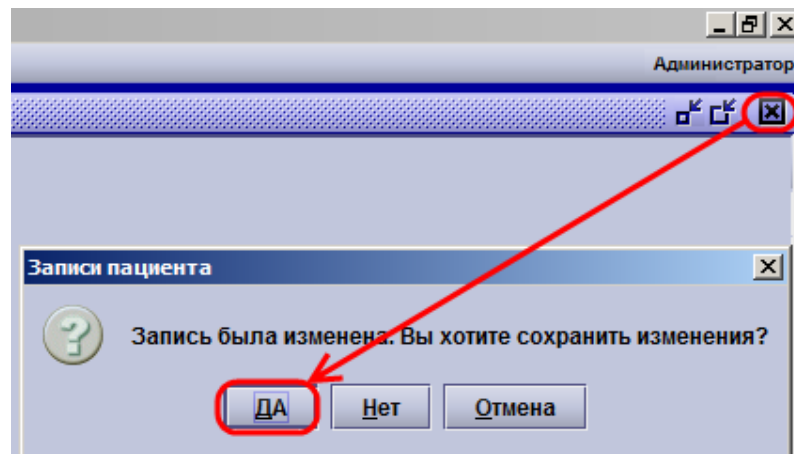 Администратор
Записи пациента
Запись была изменена. Вы хотите сохранить изменения?
ДА Нет Отмена